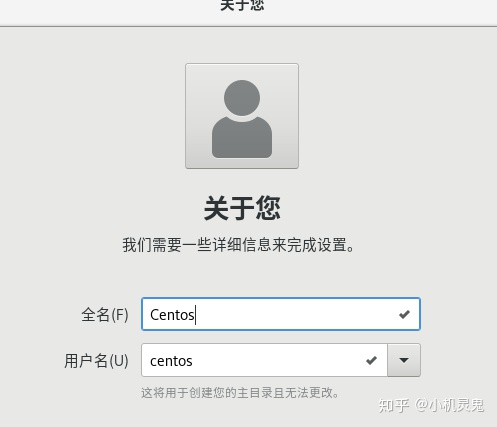 关于您
关于您
我们需要一些详细信息来完成设置。
全名(F) Centos
用户名(U) centos
这将用于创建您的主目录且无法更改。
知乎 @小机灵鬼